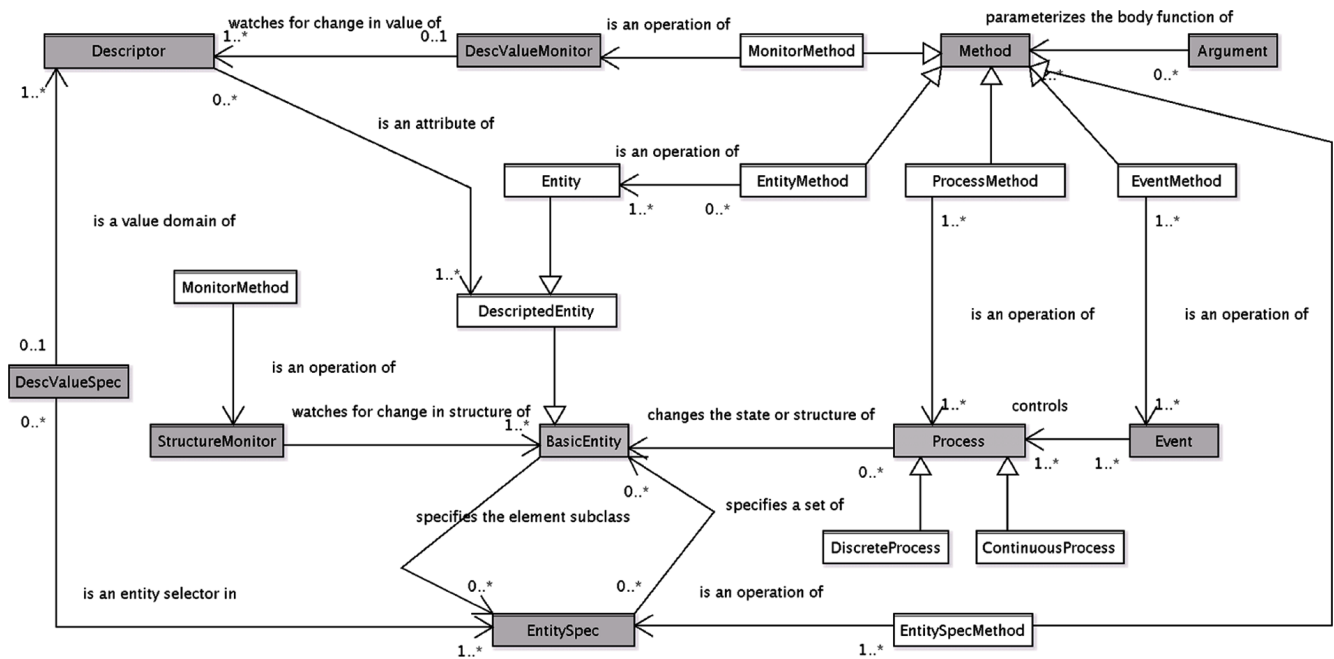 watches for change in value of
is an operation of
parameterizes the body function of
1..*
0..1
Descriptor
DescValueMonitor
MonitorMethod
Method
Argument
1..*
0..*
0..*
is an attribute of
is an operation of
Entity
EntityMethod
ProcessMethod
EventMethod
1..*
0..*
1..*
1..*
is a value domain of
1..*
MonitorMethod
DescriptedEntity
is an operation of
is an operation of
0..1
is an operation of
DescValueSpec
0..*
watches for change in structure of
1..*
changes the state or structure of
1..*
controls
1..*
StructureMonitor
BasicEntity
Process
Event
0..*
1..*
1..*
0..*
specifies the element subclass
specifies a set of
DiscreteProcess
ContinuousProcess
is an entity selector in
0..*
0..*
is an operation of
EntitySpec
EntitySpecMethod
1..*
1..*